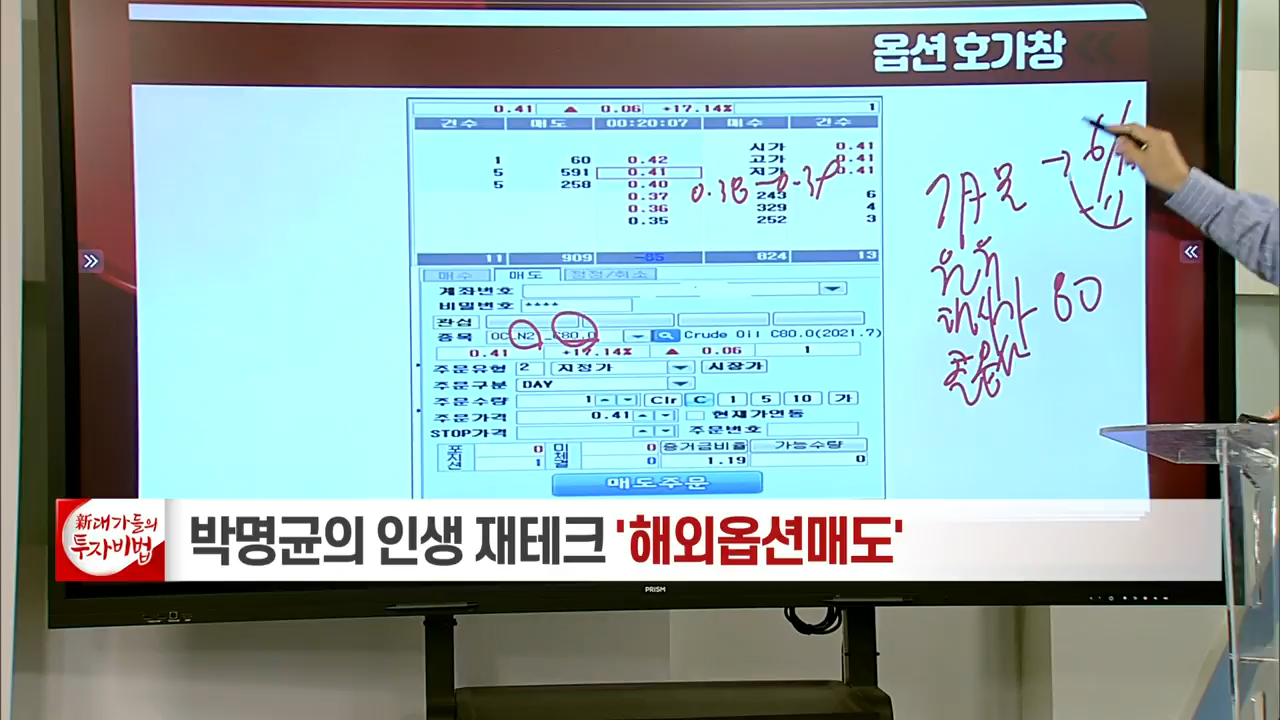 옵션 호가창
0.41 ▲ 0.06 +17.14% 1
건수 매도 00:20:07 매수 건수
시가 0.41
1 60 0.42 고가 0.41
5 591 0.41 저가 0.41
5 258 0.40
0.37 243 6
0.36 329 4
0.35 252 3
0.38
11 909 -85 824 13
매수 매도 정정/취소
계좌번호
비밀번호 ****
관심
종목 Crude Oil C80.0(2021.7)
0.41 +17.14% ▲ 0.06 1
주문유형 2 지정가 시장가
주문구분 DAY
주문수량 1 Clr C 1 5 10 가
주문가격 0.41 현재가연동
STOP가격 주문번호
포지션 0 1 미체결 0 0 증거금비율 1.19 가능수량 0
매도주문
7月물 →
행사가 80
콜옵션
新대가들의
투자비법
박명균의 인생 재테크 '해외옵션매도'
PRISM